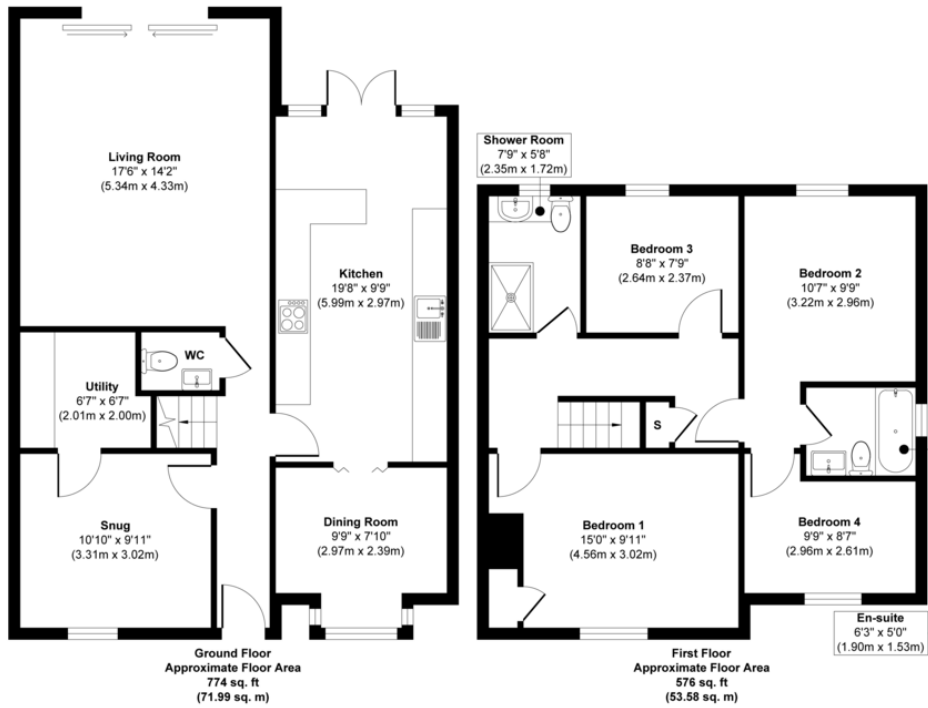 Living Room
17'6" x 14'2"
(5.34m x 4.33m)
Kitchen
19'8" x 9'9"
(5.99m x 2.97m)
WC
Utility
6'7" x 6'7"
(2.01m x 2.00m)
Snug
10'10" x 9'11"
(3.31m x 3.02m)
Dining Room
9'9" x 7'10"
(2.97m x 2.39m)
Ground Floor
Approximate Floor Area
774 sq. ft
(71.99 sq. m)
Shower Room
7'9" x 5'8"
(2.35m x 1.72m)
Bedroom 3
8'8" x 7'9"
(2.64m x 2.37m)
Bedroom 2
10'7" x 9'9"
(3.22m x 2.96m)
S
Bedroom 1
15'0" x 9'11"
(4.56m x 3.02m)
Bedroom 4
9'9" x 8'7"
(2.96m x 2.61m)
En-suite
6'3" x 5'0"
(1.90m x 1.53m)
First Floor
Approximate Floor Area
576 sq. ft
(53.58 sq. m)